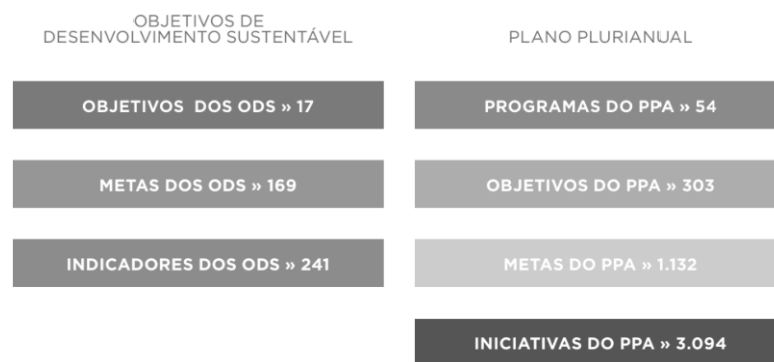 OBJETIVOS DE
DESENVOLVIMENTO SUSTENTÁVEL
OBJETIVOS DOS ODS » 17
METAS DOS ODS » 169
INDICADORES DOS ODS » 241
PLANO PLURIANUAL
PROGRAMAS DO PPA » 54
OBJETIVOS DO PPA » 303
METAS DO PPA » 1.132
INICIATIVAS DO PPA » 3.094